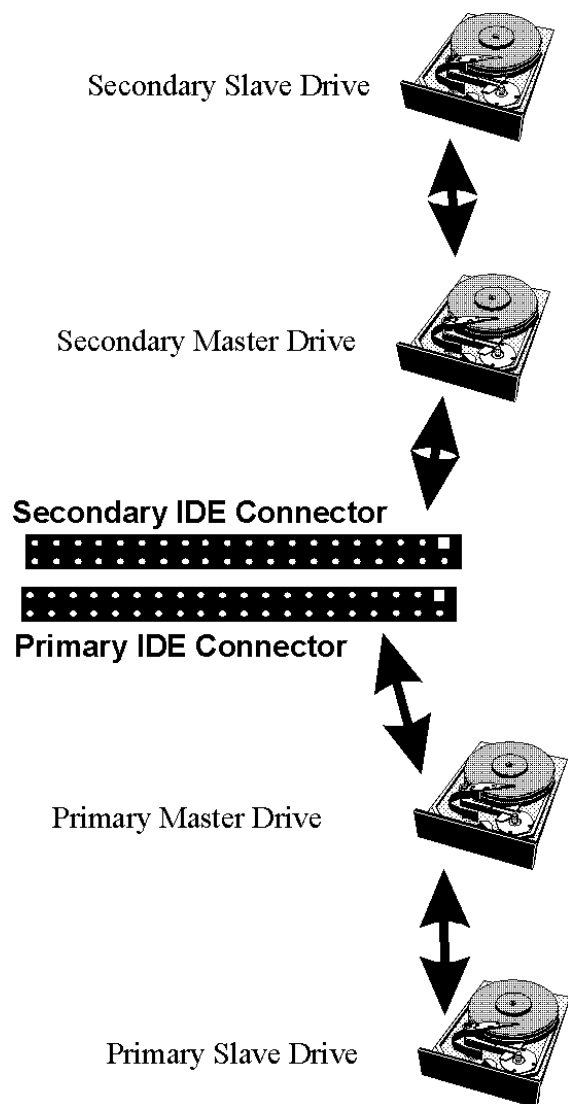 Secondary Slave Drive
Secondary Master Drive
Secondary IDE Connector
Primary IDE Connector
Primary Master Drive
Primary Slave Drive